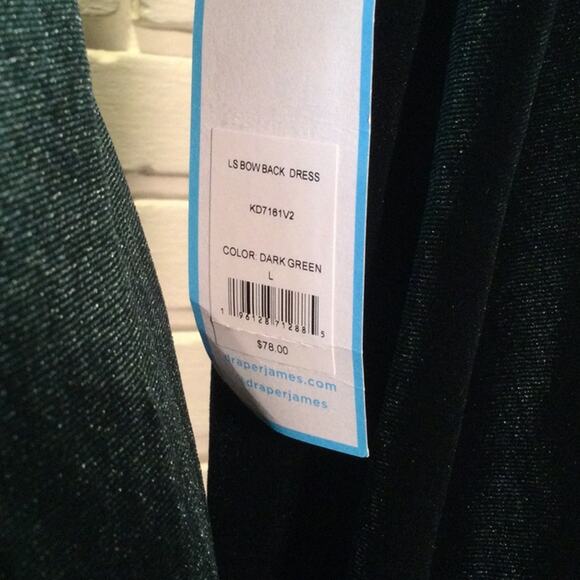 LS BOW BACK DRESS
KD7161V2
COLOR: DARK GREEN
L
1 96128 71288 5
$78.00
draperjames.com
draperjames